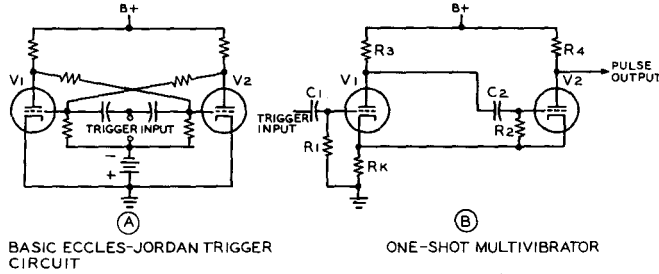 B+
V1
V2
TRIGGER INPUT
-
+
A
BASIC ECCLES-JORDAN TRIGGER
CIRCUIT
B+
R3
R4
V1
V2
PULSE
OUTPUT
C1
C2
TRIGGER
INPUT
R1
R2
RK
B
ONE-SHOT MULTIVIBRATOR